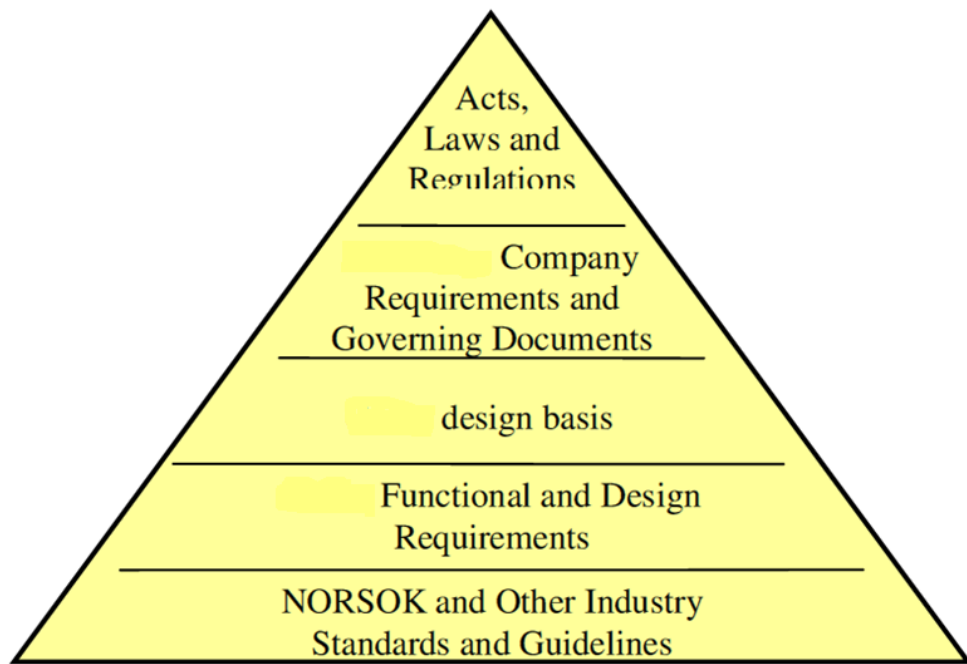 Acts,
Laws and
Regulations
Company
Requirements and
Governing Documents
design basis
Functional and Design
Requirements
NORSOK and Other Industry
Standards and Guidelines